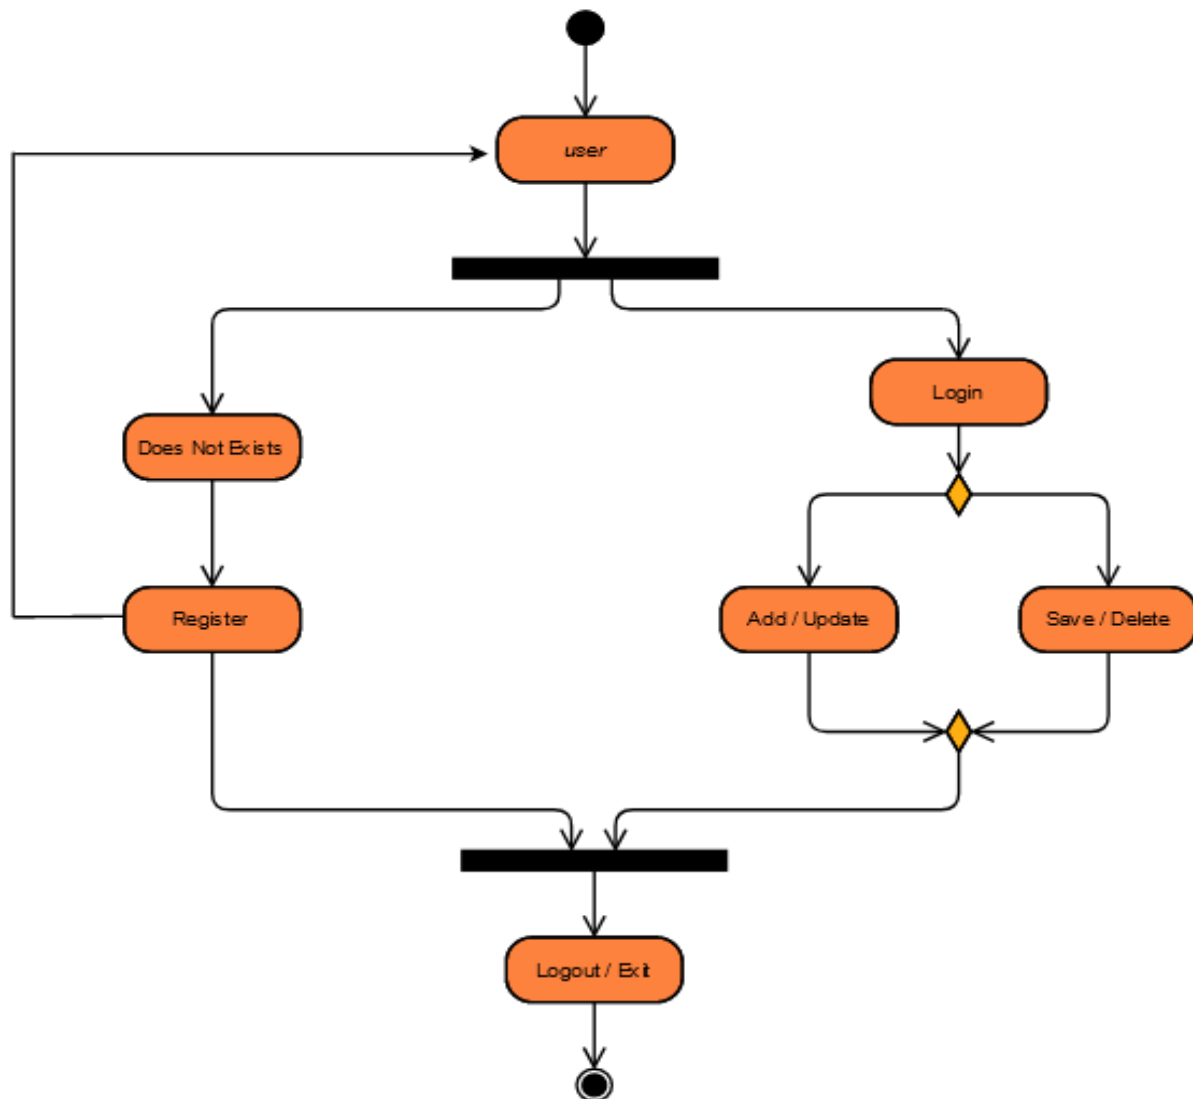 user
Login
Does Not Exists
Register
Add / Update
Save / Delete
Logout / Exit